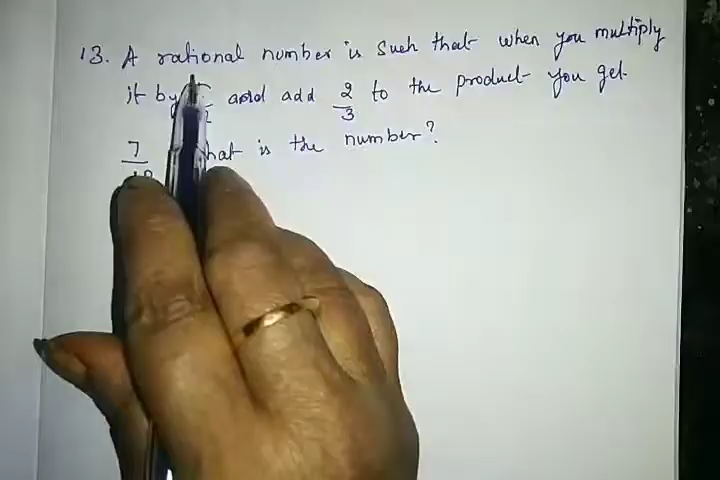 13. A rational number is such that when you multiply
it by and add 2/3 to the product you get
7 is the number?